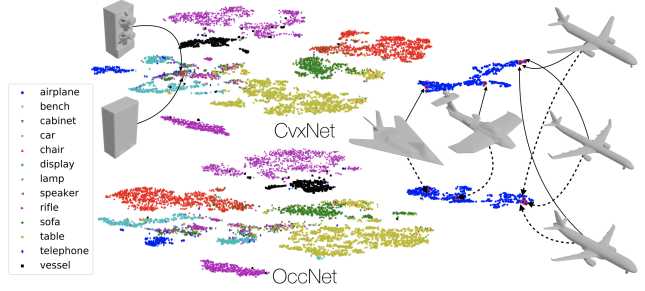 CvxNet
airplane
bench
cabinet
car
chair
display
lamp
speaker
rifle
sofa
table
telephone
vessel
OccNet